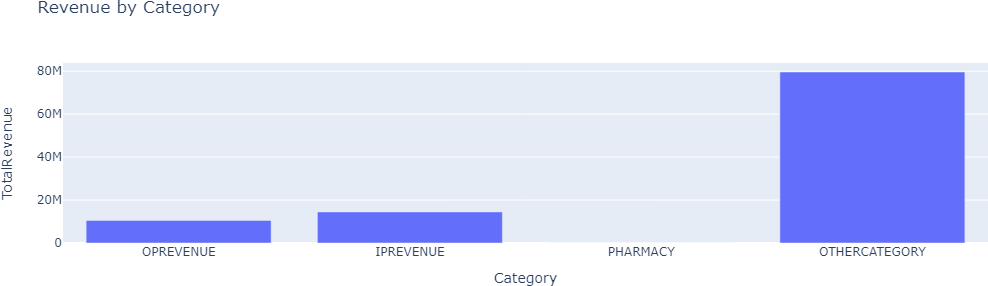 Revenue by Category
TotalRevenue
80M
60M
40M
20M
0
OPREVENUE IPREVENUE PHARMACY OTHERCATEGORY
Category